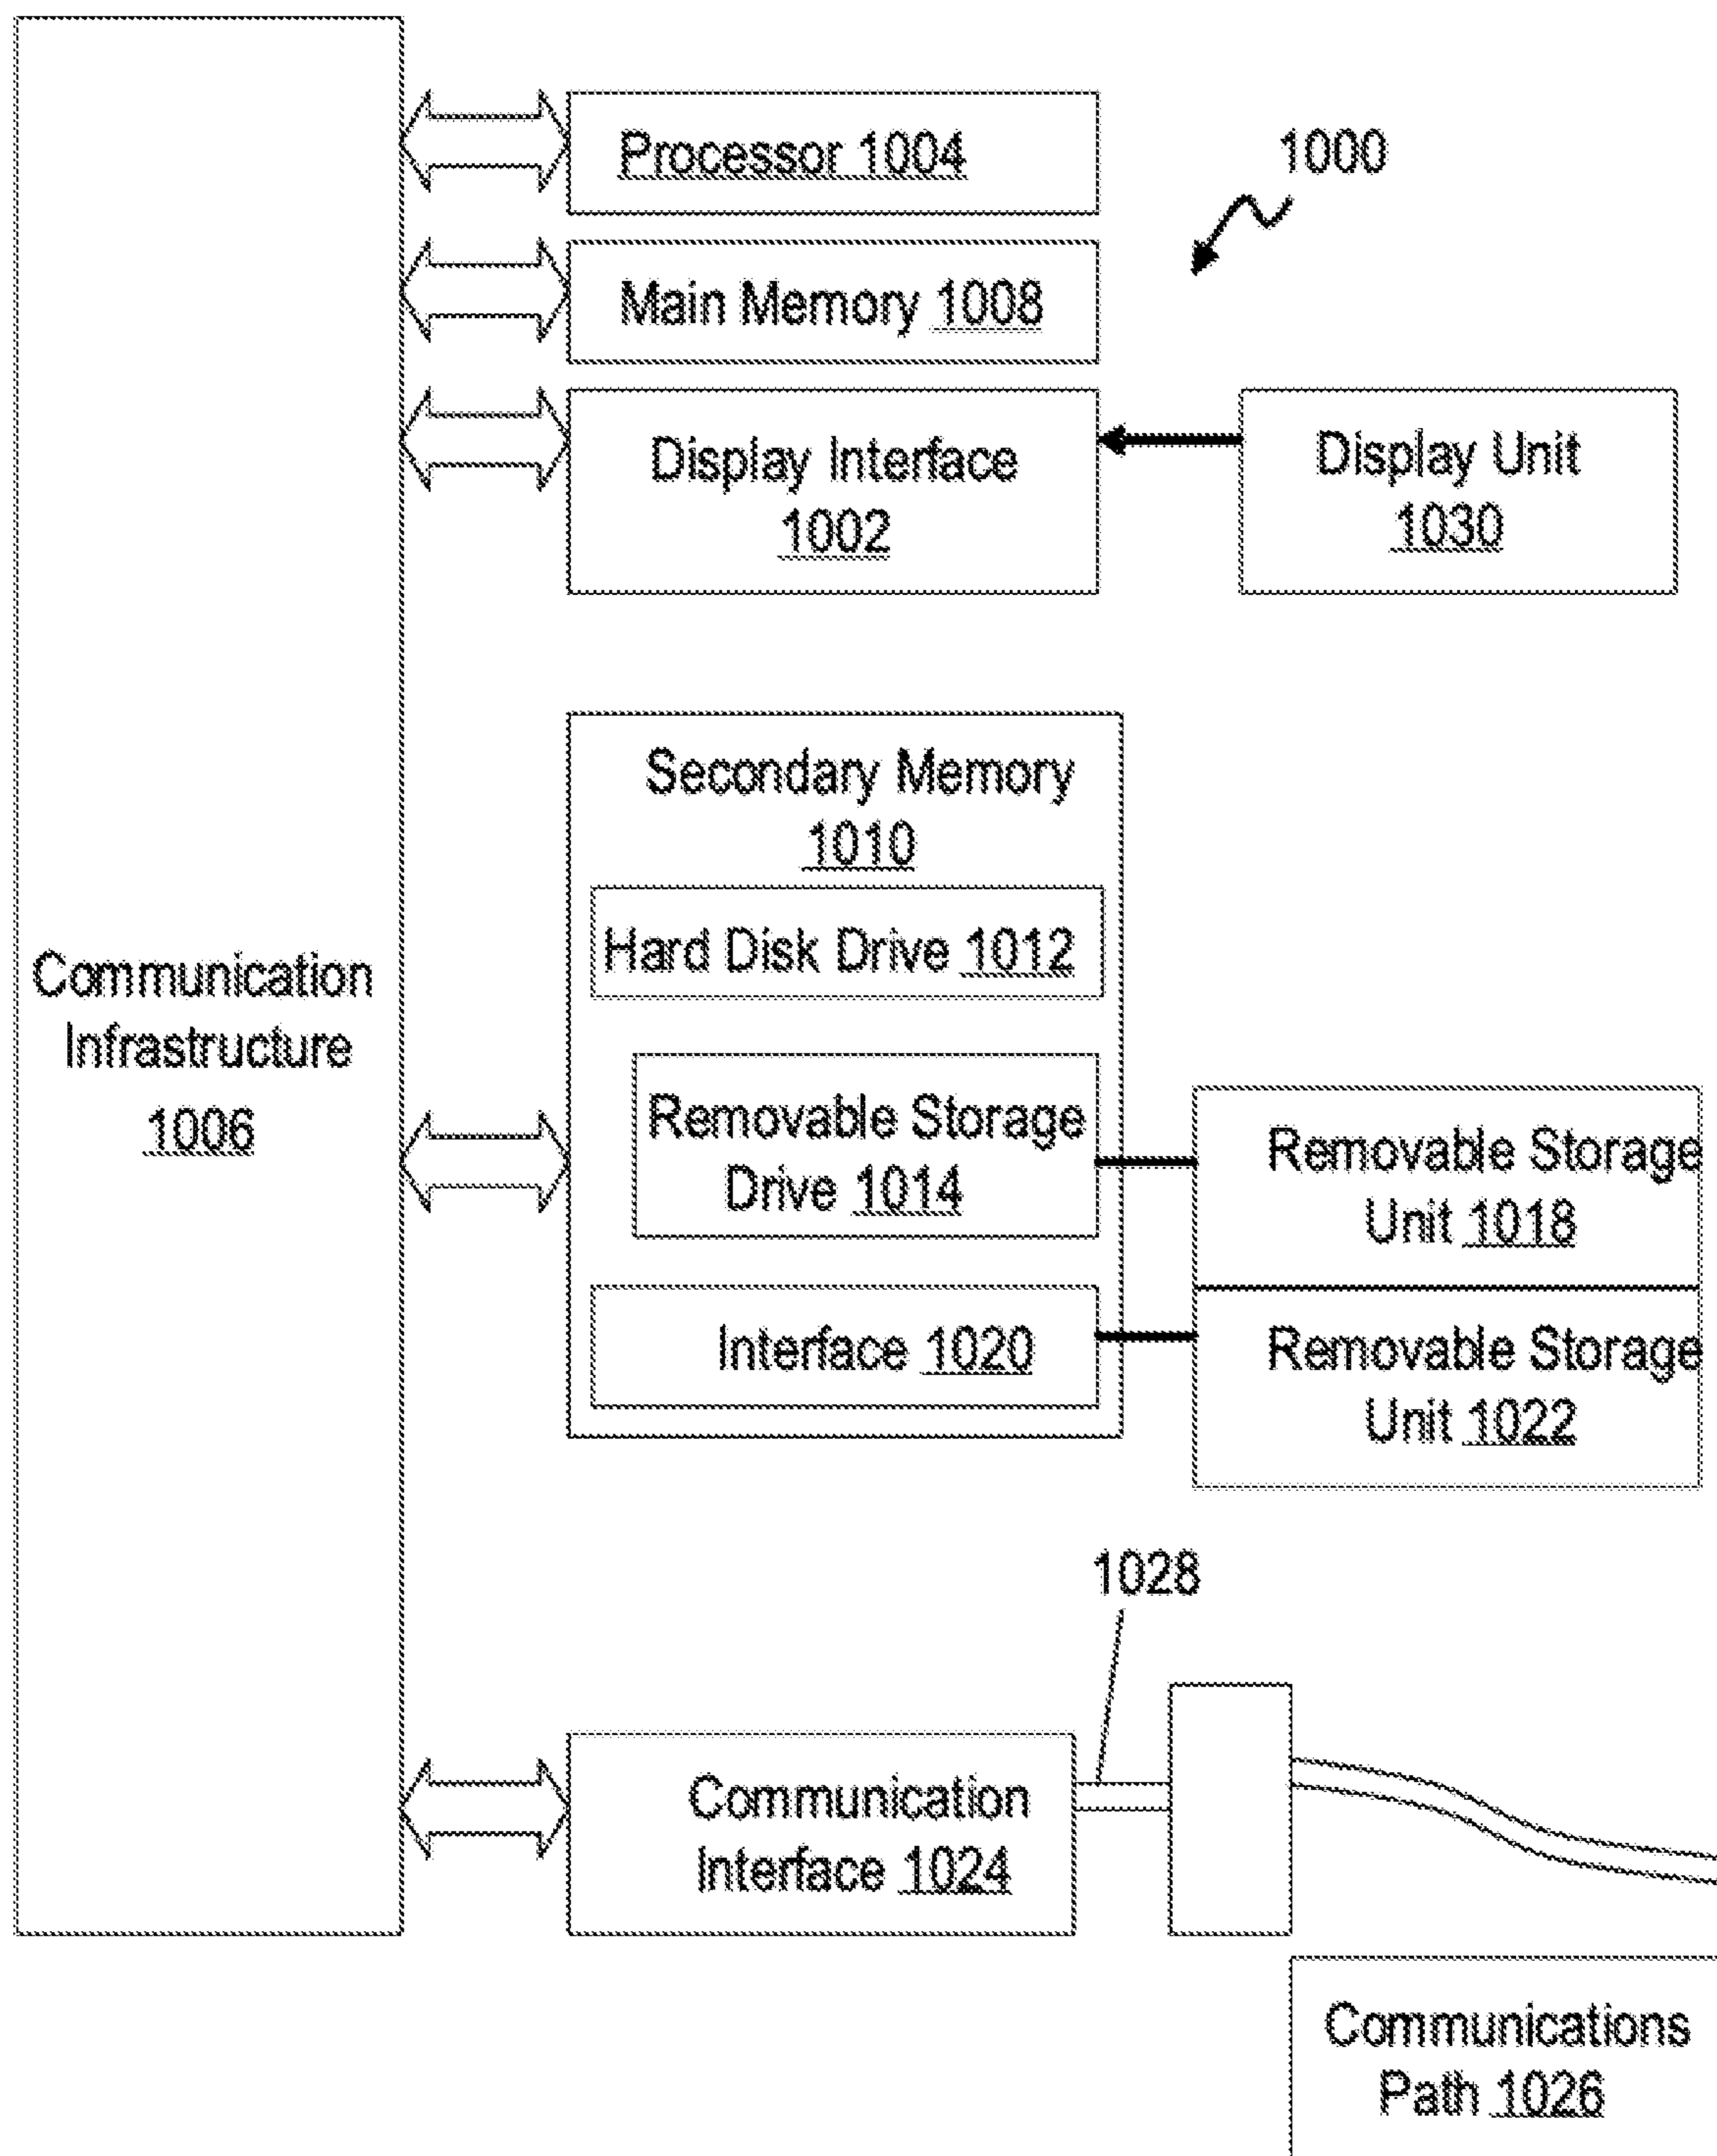 Processor 1004
1000
Main Memory 1008
Display Interface
1002
Display Unit
1030
Secondary Memory
1010
Hard Disk Drive 1012
Communication
Infrastructure
1006
Removable Storage
Drive 1014
Removable Storage
Unit 1018
Interface 1020
Removable Storage
Unit 1022
1028
Communication
Interface 1024
Communications
Path 1026